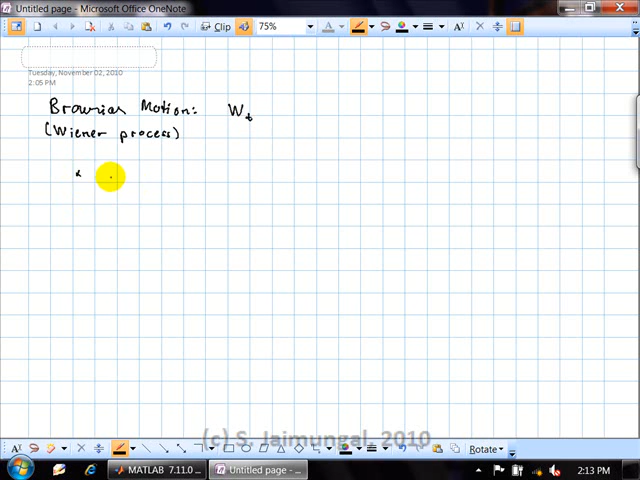 Untitled page - Microsoft Office OneNote
75%
Clip
Tuesday, November 02, 2010
2:05 PM
Brownian Motion: Wt
(Wiener process)
(c) S. Jaimungal, 2010
Rotate
MATLAB 7.11.0 ...
Untitled page - ...
2:13 PM